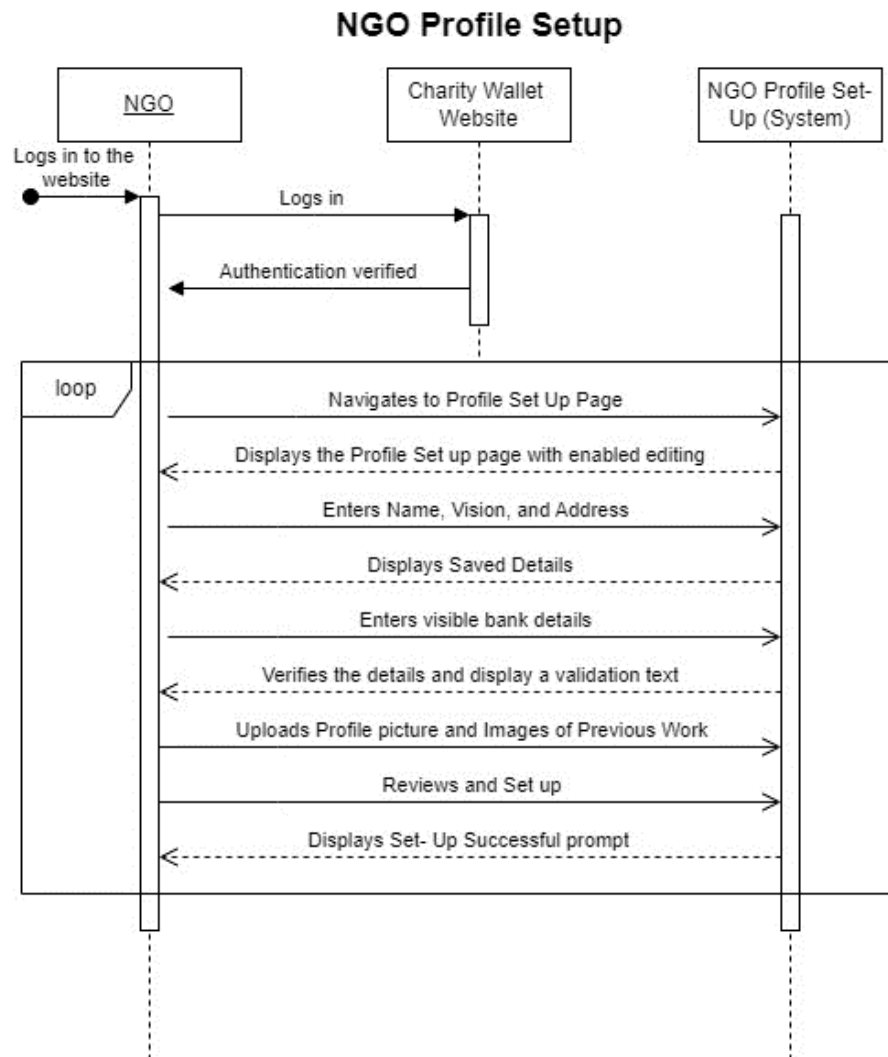 NGO Profile Setup
NGO
Charity Wallet
Website
NGO Profile Set-
Up (System)
Logs in to the
website
Logs in
Authentication verified
loop
Navigates to Profile Set Up Page
Displays the Profile Set up page with enabled editing
Enters Name, Vision, and Address
Displays Saved Details
Enters visible bank details
Verifies the details and display a validation text
Uploads Profile picture and Images of Previous Work
Reviews and Set up
Displays Set- Up Successful prompt